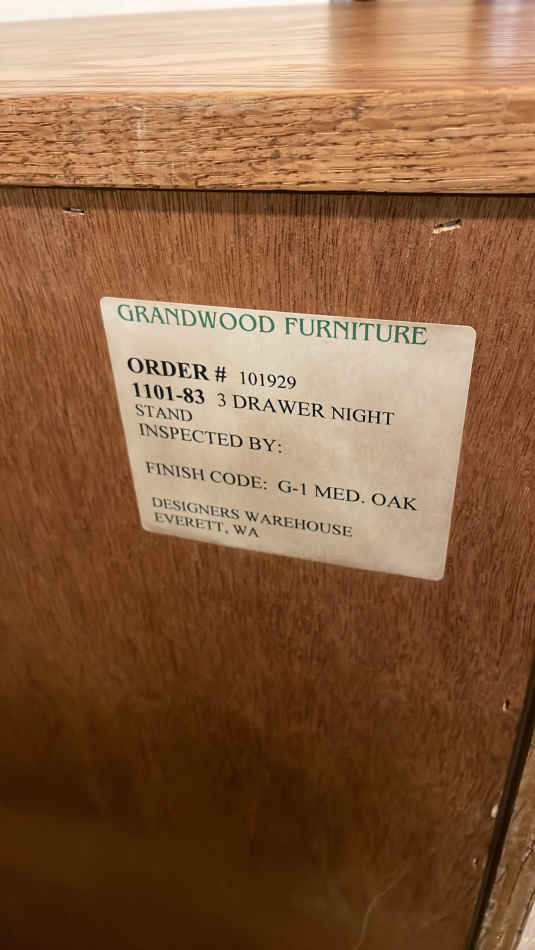 GRANDWOOD FURNITURE
ORDER # 101929
1101-83 3 DRAWER NIGHT
STAND
INSPECTED BY:
FINISH CODE: G-1 MED. OAK
DESIGNERS WAREHOUSE
EVERETT, WA